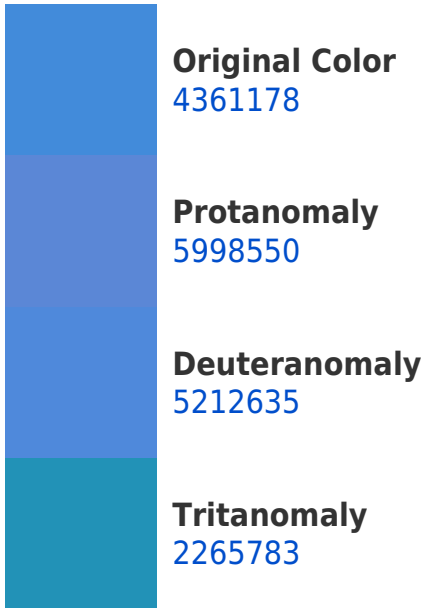 Original Color
4361178
Protanomaly
5998550
Deuteranomaly
5212635
Tritanomaly
2265783